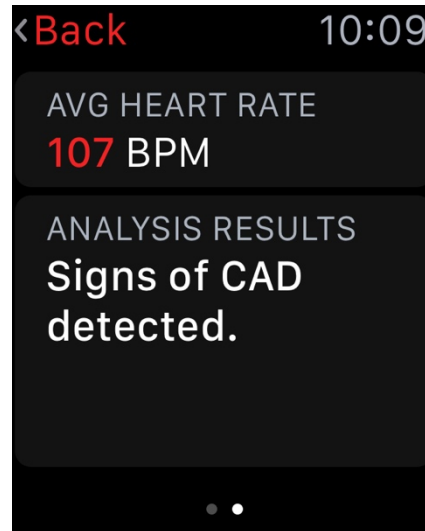 <Back 10:09
AVG HEART RATE
107 BPM
ANALYSIS RESULTS
Signs of CAD
detected.